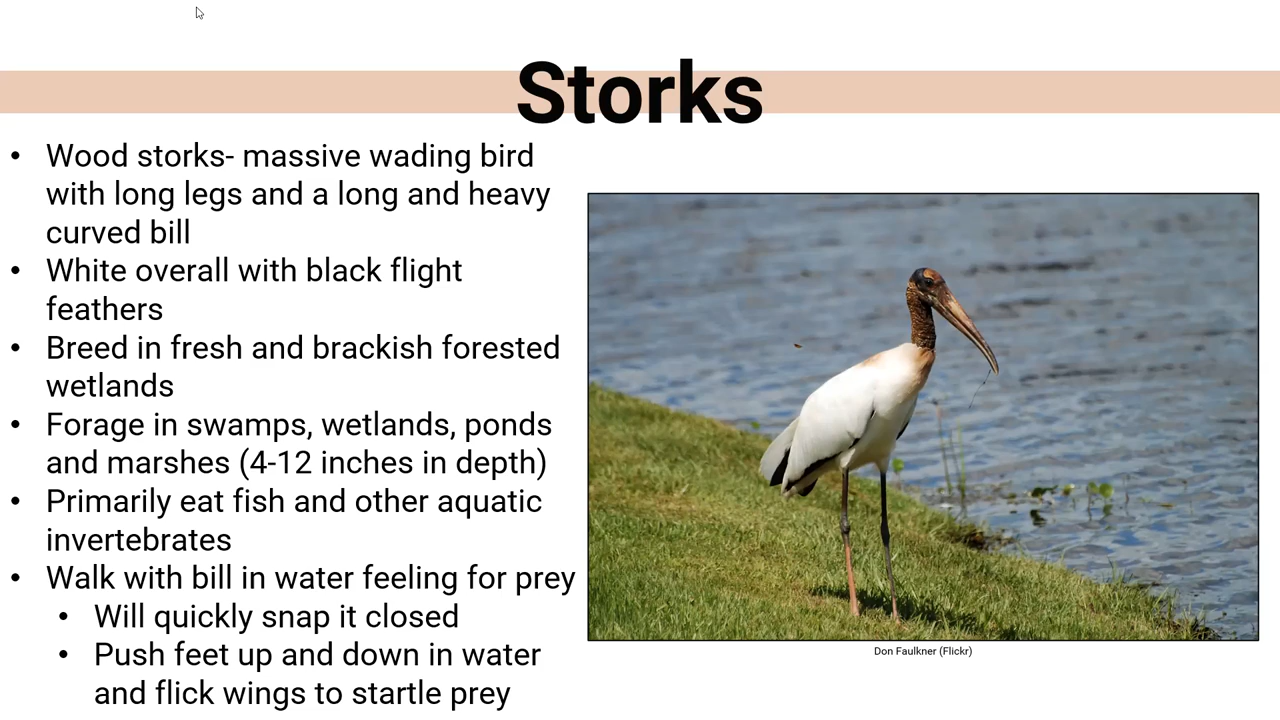 Storks
• Wood storks- massive wading bird
with long legs and a long and heavy
curved bill
• White overall with black flight
feathers
• Breed in fresh and brackish forested
wetlands
• Forage in swamps, wetlands, ponds
and marshes (4-12 inches in depth)
• Primarily eat fish and other aquatic
invertebrates
• Walk with bill in water feeling for prey
• Will quickly snap it closed
• Push feet up and down in water
and flick wings to startle prey
Don Faulkner (Flickr)